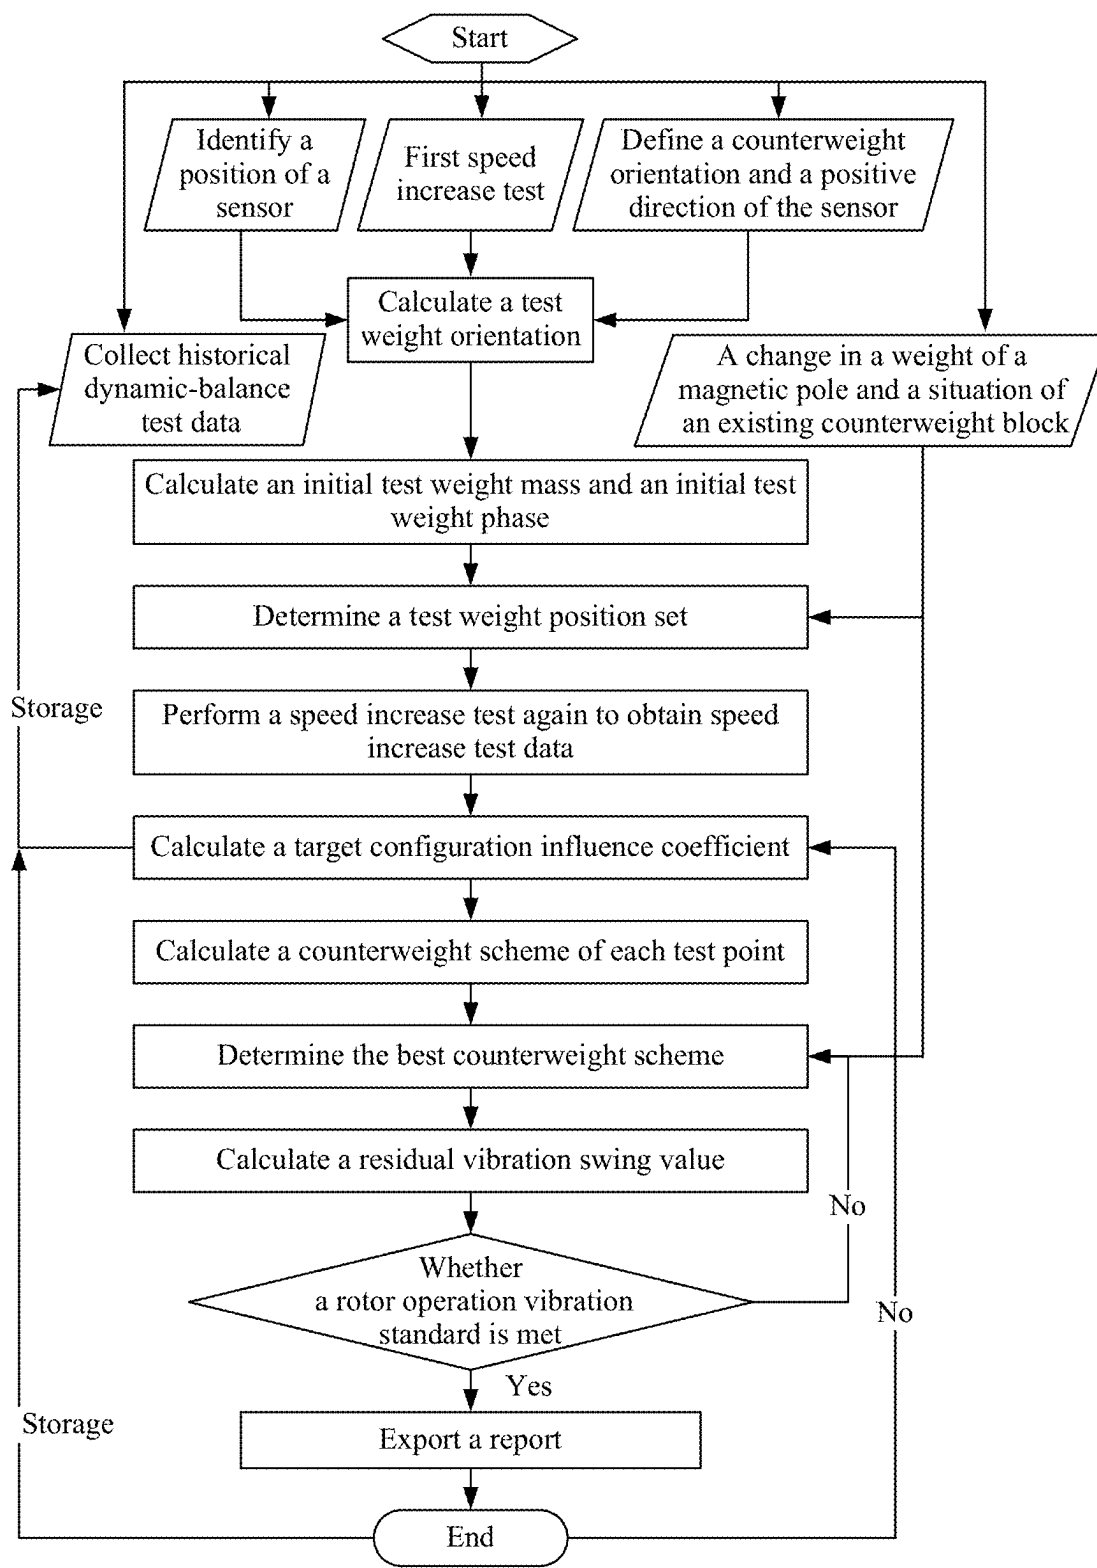 Start
Identify a
position of a
sensor
First speed
increase test
Define a counterweight
orientation and a positive
direction of the sensor
Calculate a test
weight orientation
Collect historical
dynamic-balance
test data
A change in a weight of a
magnetic pole and a situation of
an existing counterweight block
Calculate an initial test weight mass and an initial test
weight phase
Determine a test weight position set
Storage
Perform a speed increase test again to obtain speed
increase test data
Calculate a target configuration influence coefficient
Calculate a counterweight scheme of each test point
Determine the best counterweight scheme
Calculate a residual vibration swing value
No
Whether
a rotor operation vibration
standard is met
No
Yes
Storage
Export a report
End